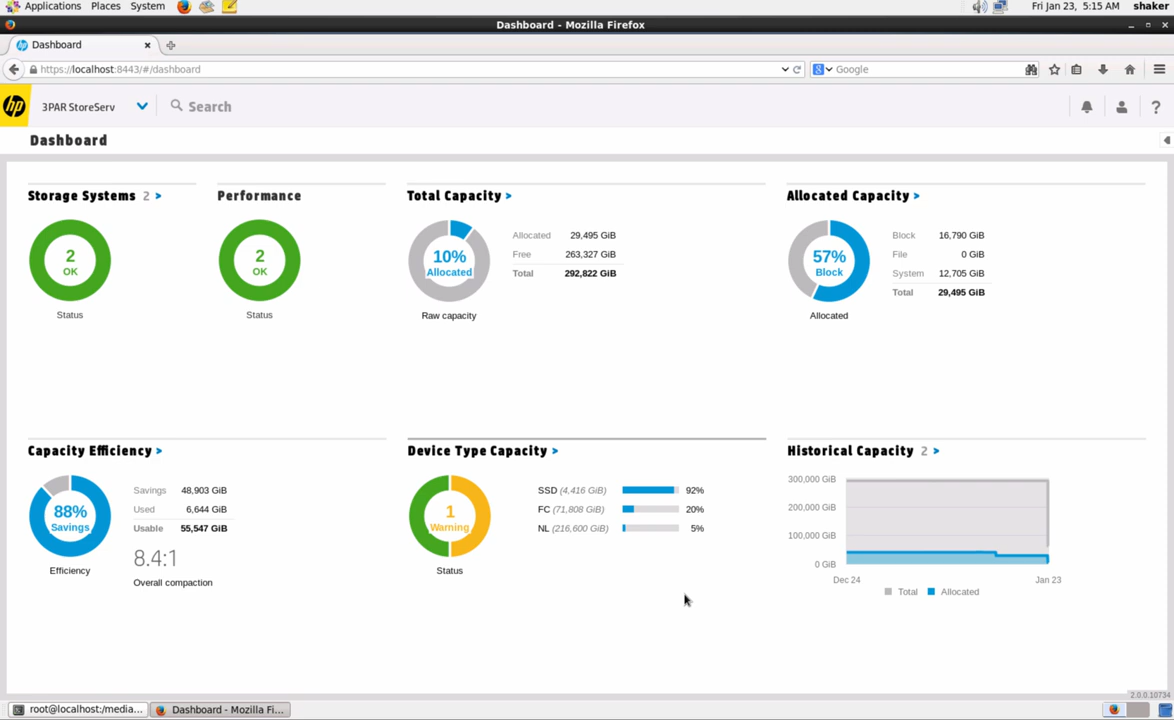 Applications Places System Fri Jan 23, 5:15 AM shaker
Dashboard - Mozilla Firefox
hp Dashboard
https://localhost:8443/#/dashboard Google
hp 3PAR StoreServ Search ?
Dashboard
Storage Systems 2 >
2
OK
Status
Performance
2
OK
Status
Total Capacity >
10%
Allocated
Raw capacity
Allocated 29,495 GiB
Free 263,327 GiB
Total 292,822 GiB
Allocated Capacity >
57%
Block
Allocated
Block 16,790 GiB
File 0 GiB
System 12,705 GiB
Total 29,495 GiB
Capacity Efficiency >
88%
Savings
Efficiency
Savings 48,903 GiB
Used 6,644 GiB
Usable 55,547 GiB
8.4:1
Overall compaction
Device Type Capacity >
1
Warning
Status
SSD (4,416 GiB) 92%
FC (71,808 GiB) 20%
NL (216,600 GiB) 5%
Historical Capacity 2 >
300,000 GiB
200,000 GiB
100,000 GiB
0 GiB
Dec 24 Jan 23
Total Allocated
2.0.0.10734
root@localhost:/media... Dashboard - Mozilla Fi...